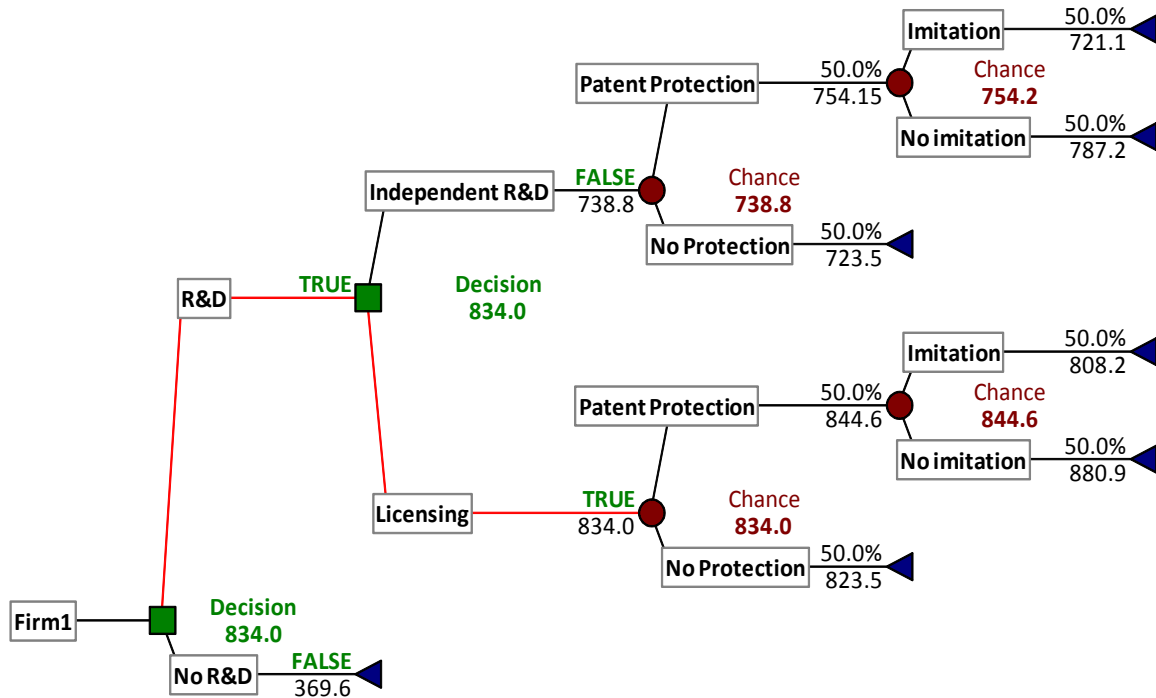 50.0%
Imitation
721.1
50.0%
Chance
Patent Protection
754.15
754.2
50.0%
No imitation
787.2
FALSE
Chance
Independent R&D
738.8
738.8
50.0%
No Protection
723.5
TRUE
Decision
R&D
834.0
50.0%
Imitation
808.2
50.0%
Chance
Patent Protection
844.6
844.6
50.0%
No imitation
880.9
TRUE
Chance
Licensing
834.0
834.0
50.0%
No Protection
823.5
Decision
Firm1
834.0
FALSE
No R&D
369.6